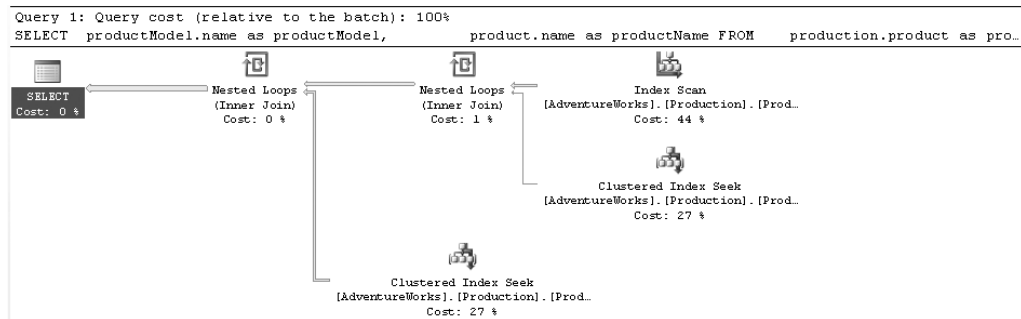 Query 1: Query cost (relative to the batch): 100%
SELECT productModel.name as productModel, product.name as productName FROM production.product as pro…
SELECT
Cost: 0 %
Nested Loops
(Inner Join)
Cost: 0 %
Nested Loops
(Inner Join)
Cost: 1 %
Index Scan
[AdventureWorks].[Production].[Prod…
Cost: 44 %
Clustered Index Seek
[AdventureWorks].[Production].[Prod…
Cost: 27 %
Clustered Index Seek
[AdventureWorks].[Production].[Prod…
Cost: 27 %